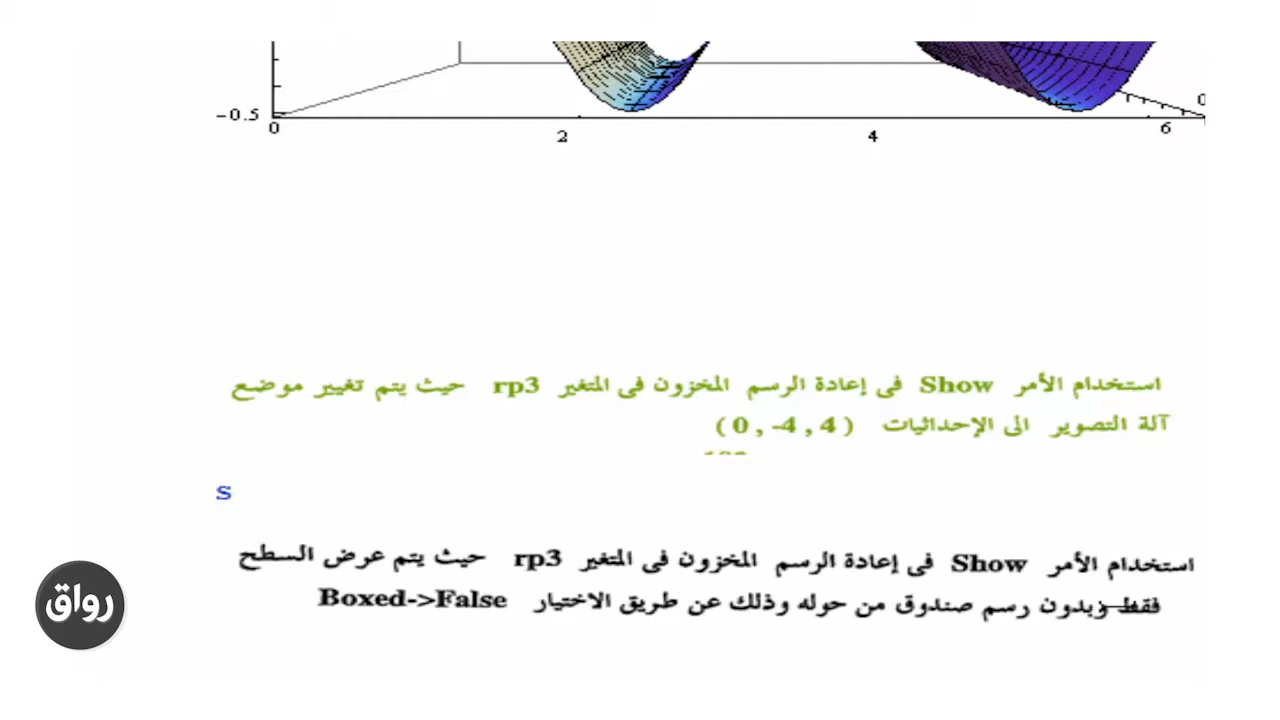 -0.5
0
2
4
6
0
استخدام الأمر Show فى إعادة الرسم المخزون فى المتغير rp3 حيث يتم تغيير موضع
آلة التصوير الى الإحداثيات ( 0 , -4 , 4 )
S
استخدام الأمر Show فى إعادة الرسم المخزون فى المتغير rp3 حيث يتم عرض السطح
فقط وبدون رسم صندوق من حوله وذلك عن طريق الاختيار Boxed->False
رواق